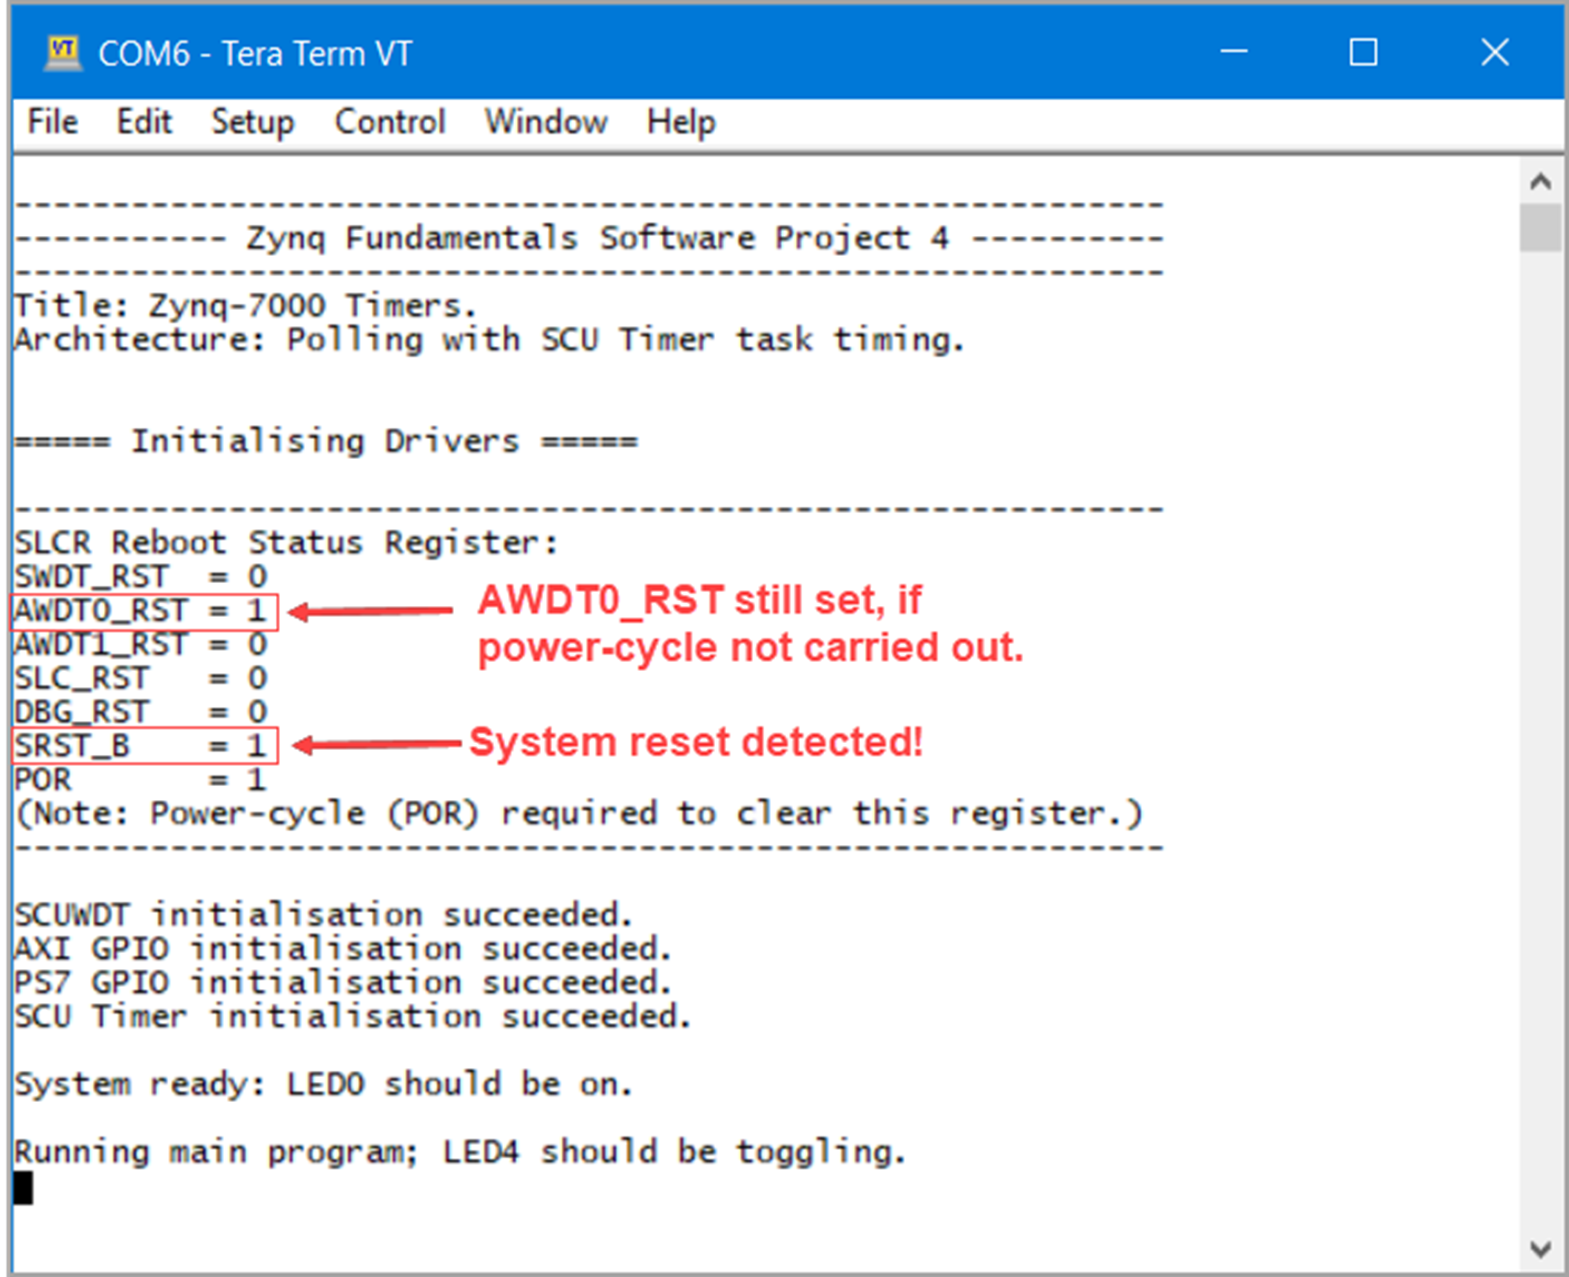 VT COM6 - Tera Term VT
File Edit Setup Control Window Help
-----------------------------------------------------------
----------- Zynq Fundamentals Software Project 4 ----------
-----------------------------------------------------------
Title: Zynq-7000 Timers.
Architecture: Polling with SCU Timer task timing.
===== Initialising Drivers =====
-----------------------------------------------------------
SLCR Reboot Status Register:
SWDT_RST = 0
AWDT0_RST = 1
AWDT0_RST still set, if
power-cycle not carried out.
AWDT1_RST = 0
SLC_RST = 0
DBG_RST = 0
SRST_B = 1
System reset detected!
POR = 1
(Note: Power-cycle (POR) required to clear this register.)
-----------------------------------------------------------
SCUWDT initialisation succeeded.
AXI GPIO initialisation succeeded.
PS7 GPIO initialisation succeeded.
SCU Timer initialisation succeeded.
System ready: LED0 should be on.
Running main program; LED4 should be toggling.